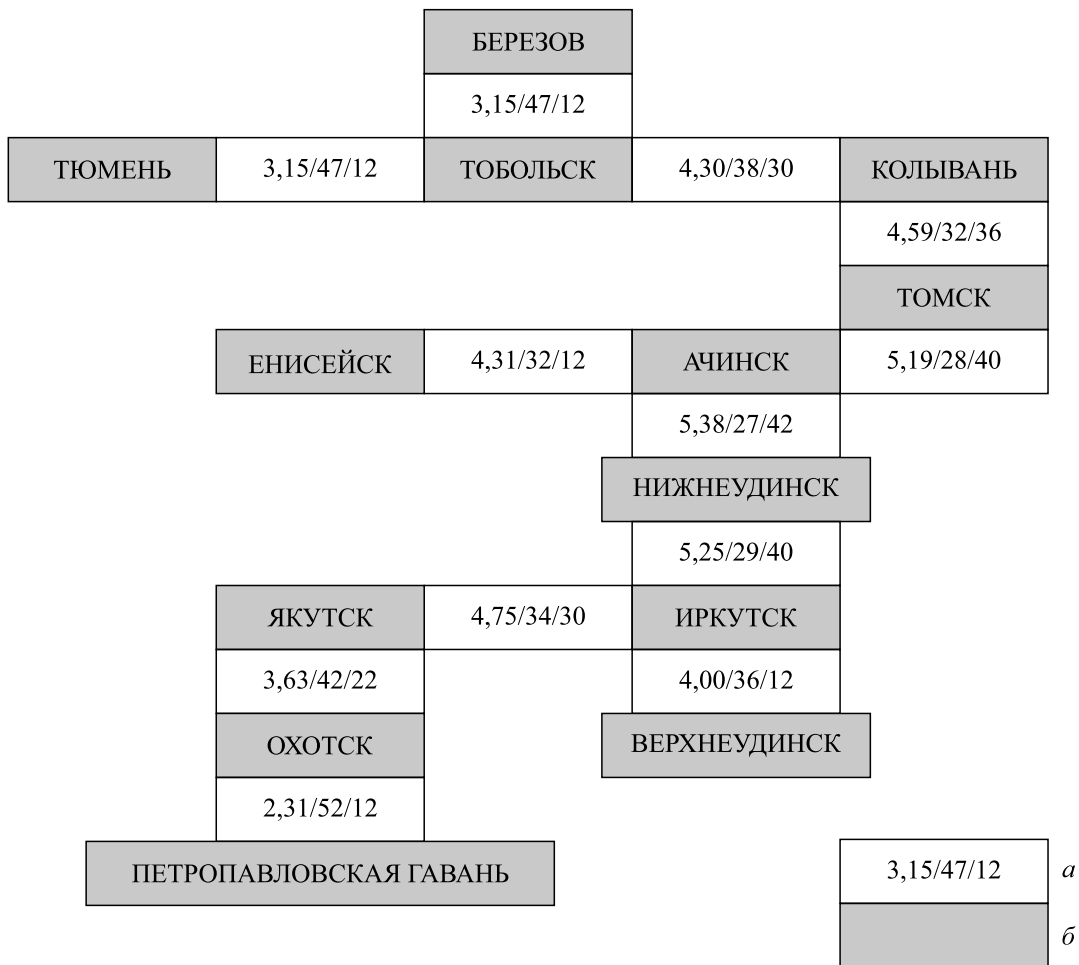 БЕРЕЗОВ
3,15/47/12
ТЮМЕНЬ 3,15/47/12 ТОБОЛЬСК 4,30/38/30 КОЛЫВАНЬ
4,59/32/36
ТОМСК
ЕНИСЕЙСК 4,31/32/12 АЧИНСК 5,19/28/40
5,38/27/42
НИЖНЕУДИНСК
5,25/29/40
ЯКУТСК 4,75/34/30 ИРКУТСК
3,63/42/22 4,00/36/12
ОХОТСК ВЕРХНЕУДИНСК
2,31/52/12
ПЕТРОПАВЛОВСКАЯ ГАВАНЬ 3,15/47/12 а
б